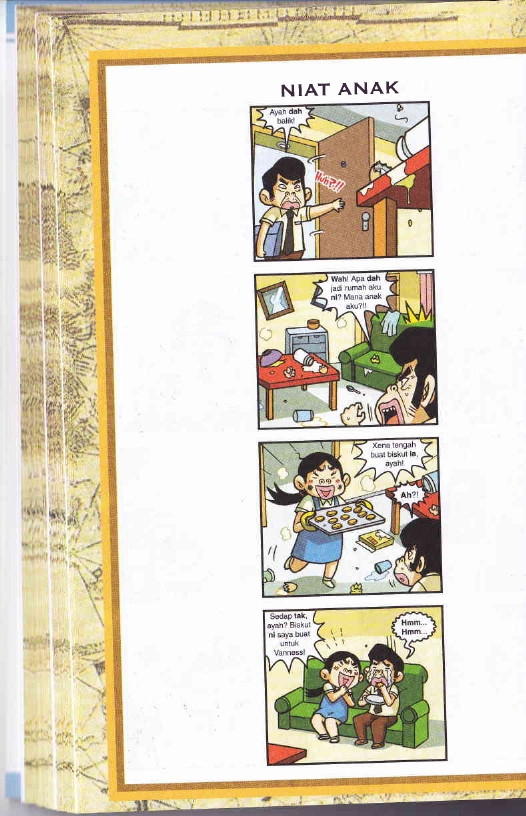 NIAT ANAK
Ayah dah
balik!
Huh?!!
Wah! Apa dah
jadi rumah aku
ni? Mana anak
aku?!!
Xena tengah
buat biskut la,
ayah!
Ah?!
Sedap tak,
ayah? Biskut
ni saya buat
untuk
Vanness!
Hmm...
Hmm...